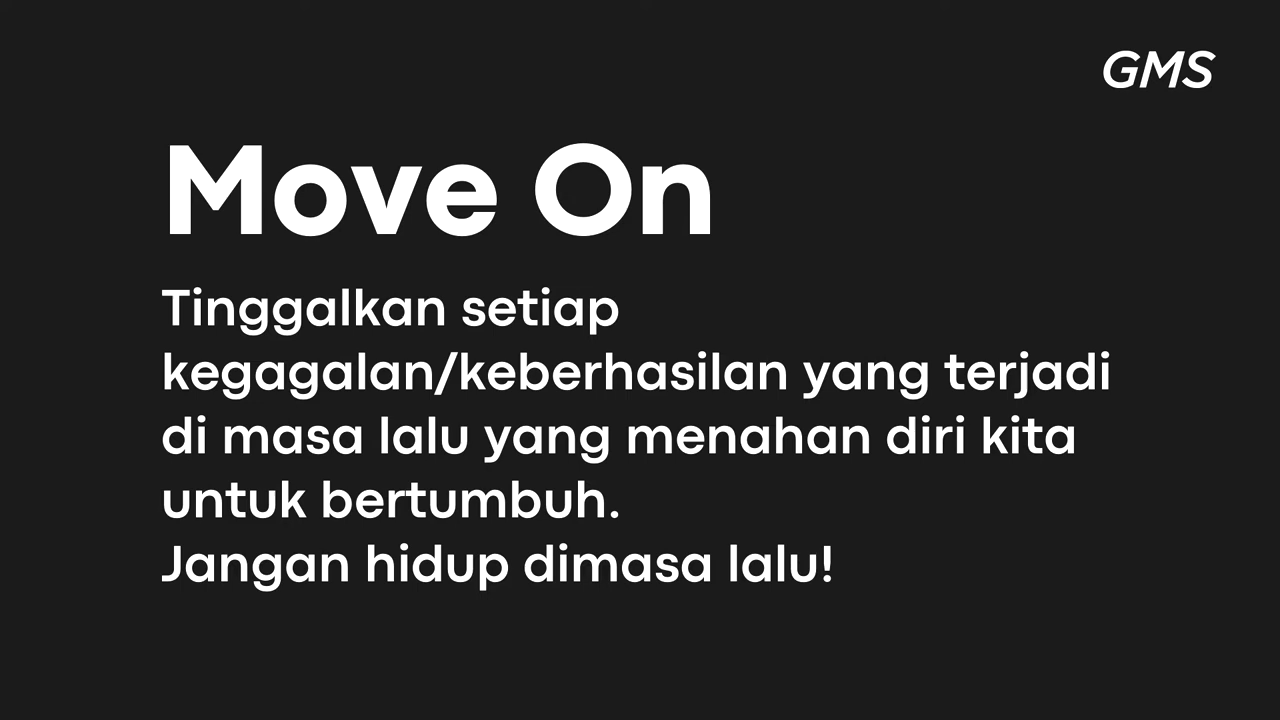 GMS
Move On
Tinggalkan setiap
kegagalan/keberhasilan yang terjadi
di masa lalu yang menahan diri kita
untuk bertumbuh.
Jangan hidup dimasa lalu!